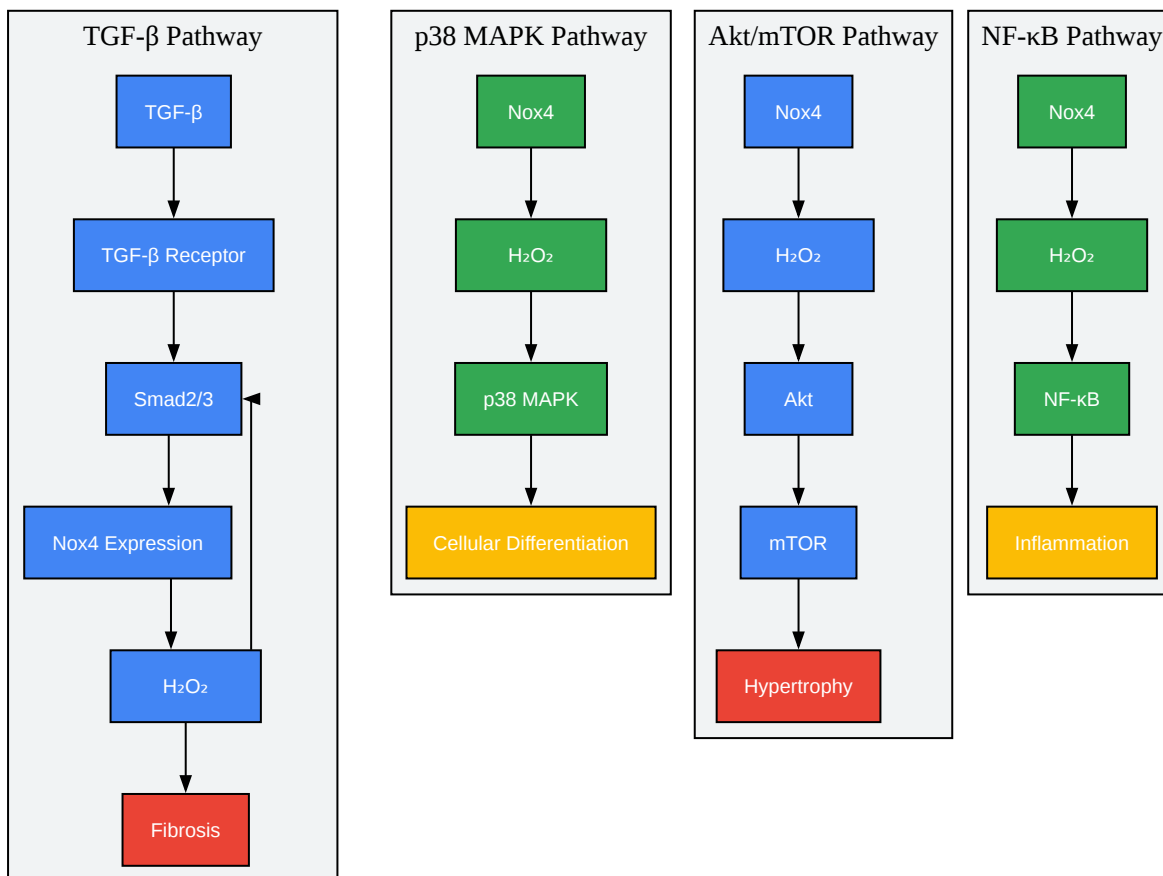 TGF-β Pathway
TGF-β
TGF-β Receptor
Smad2/3
Nox4 Expression
H₂O₂
Fibrosis
p38 MAPK Pathway
Nox4
H₂O₂
p38 MAPK
Cellular Differentiation
Akt/mTOR Pathway
Nox4
H₂O₂
Akt
mTOR
Hypertrophy
NF-κB Pathway
Nox4
H₂O₂
NF-κB
Inflammation